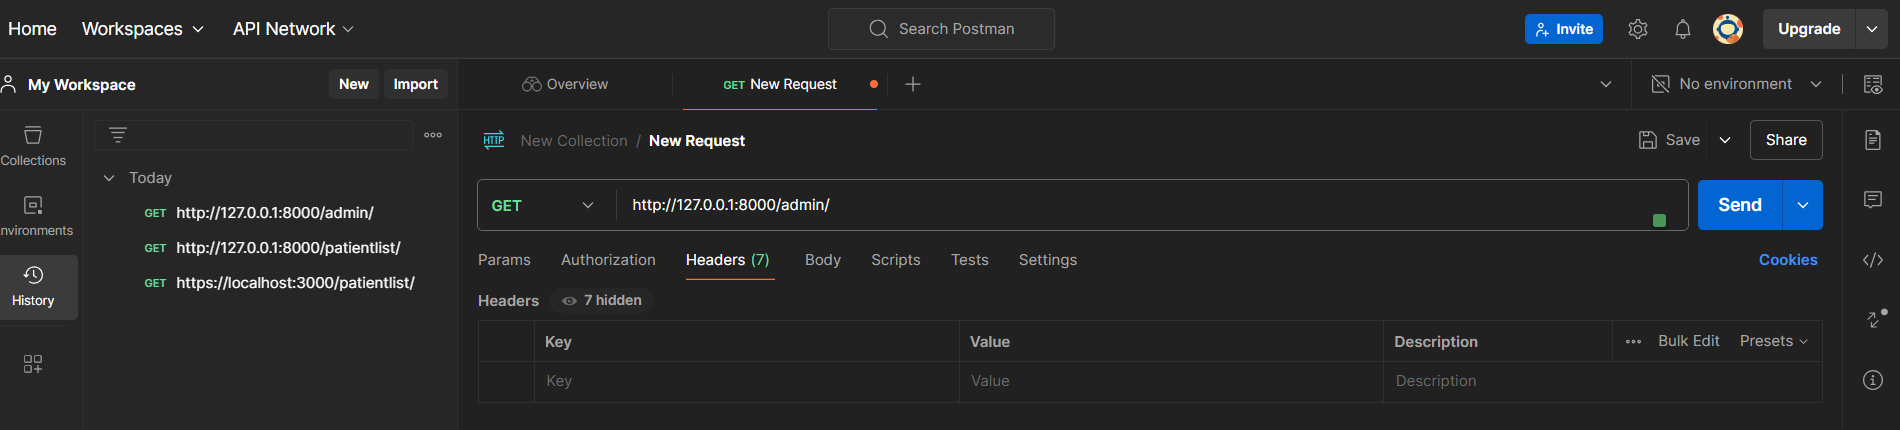 Home Workspaces API Network Search Postman Invite Upgrade
My Workspace New Import Overview GET New Request No environment
Collections
nvironments
History
Today
GET http://127.0.0.1:8000/admin/
GET http://127.0.0.1:8000/patientlist/
GET https://localhost:3000/patientlist/
HTTP New Collection / New Request Save Share
GET http://127.0.0.1:8000/admin/ Send
Params Authorization Headers (7) Body Scripts Tests Settings Cookies
Headers 7 hidden
Key Value Description Bulk Edit Presets
Key Value Description